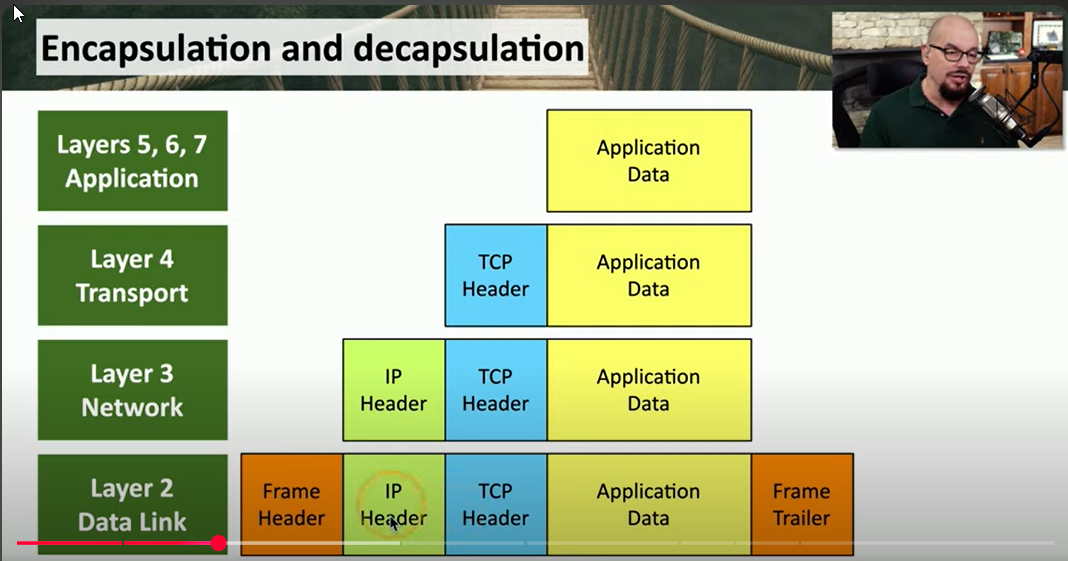 Encapsulation and decapsulation
Layers 5, 6, 7
Application
Application
Data
Layer 4
Transport
TCP
Header
Application
Data
Layer 3
Network
IP
Header
TCP
Header
Application
Data
Layer 2
Data Link
Frame
Header
IP
Header
TCP
Header
Application
Data
Frame
Trailer